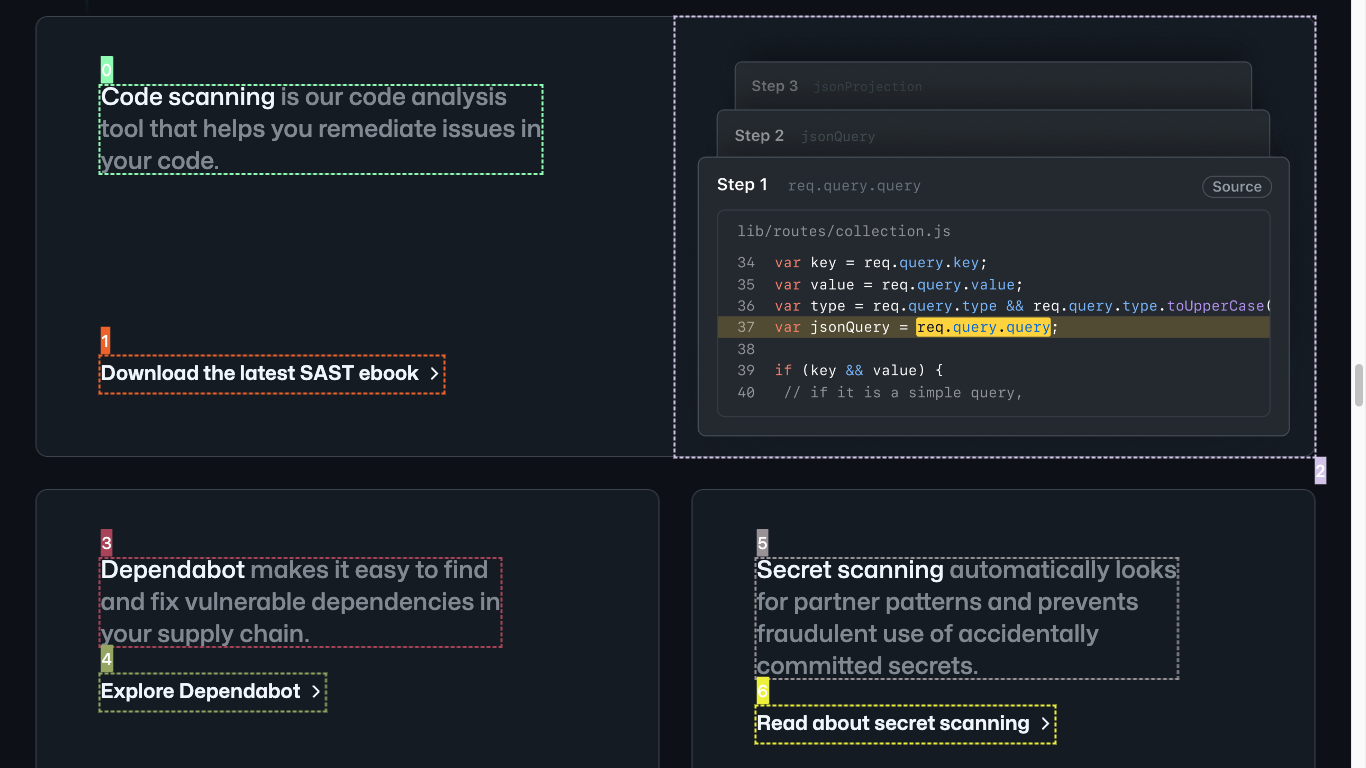 0
Code scanning is our code analysis
tool that helps you remediate issues in
your code.
1
Download the latest SAST ebook
Step 3 jsonProjection
Step 2 jsonQuery
Step 1 req.query.query Source
lib/routes/collection.js
34 var key = req.query.key;
35 var value = req.query.value;
36 var type = req.query.type && req.query.type.toUpperCase(
37 var jsonQuery = req.query.query;
38
39 if (key && value) {
40 // if it is a simple query,
2
3
Dependabot makes it easy to find
and fix vulnerable dependencies in
your supply chain.
4
Explore Dependabot
5
Secret scanning automatically looks
for partner patterns and prevents
fraudulent use of accidentally
committed secrets.
6
Read about secret scanning